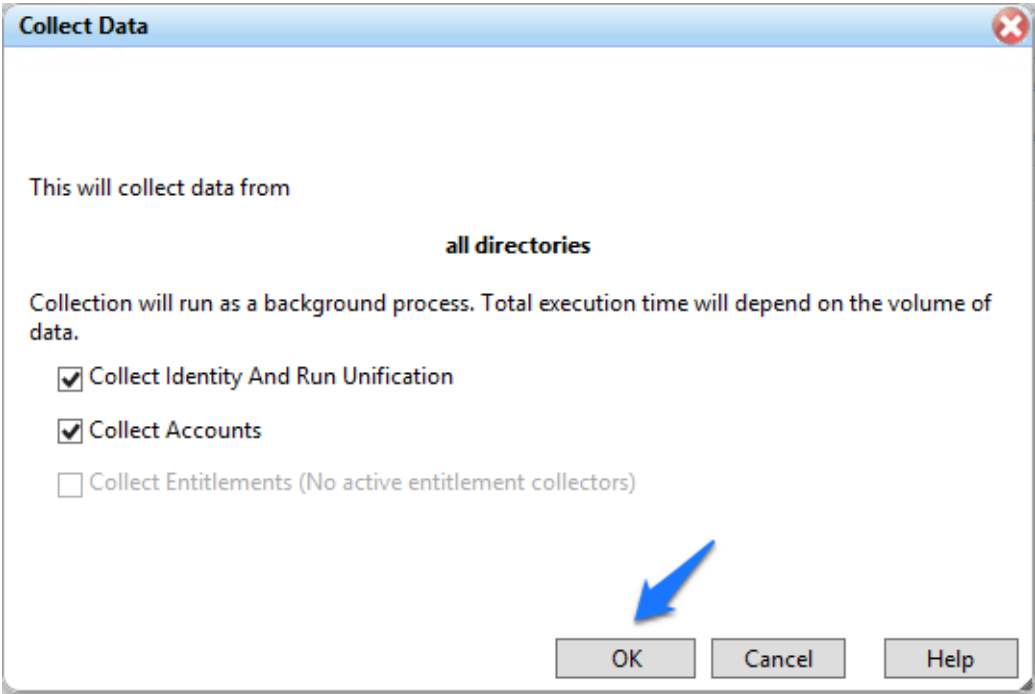 Collect Data
This will collect data from
all directories
Collection will run as a background process. Total execution time will depend on the volume of
data.
Collect Identity And Run Unification
Collect Accounts
Collect Entitlements (No active entitlement collectors)
OK Cancel Help